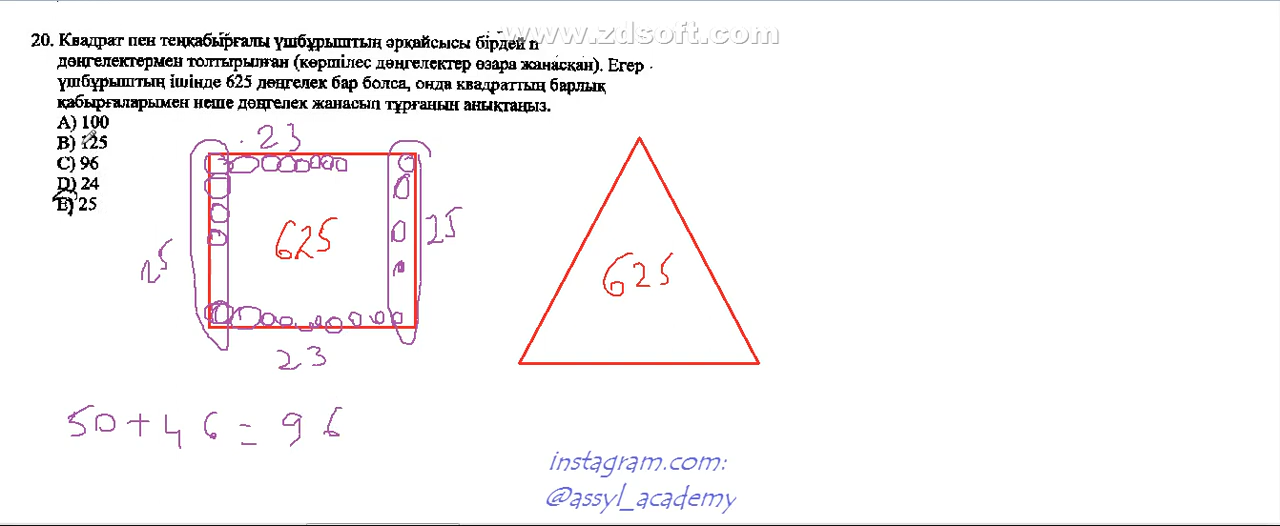 www.zdsoft.com
20. Квадрат пен теңқабырғалы үшбұрыштың әрқайсысы бірдей n
дөңгелектермен толтырылған (көршілес дөңгелектер өзара жанасқан). Егер
үшбұрыштың ішінде 625 дөңгелек бар болса, онда квадраттың барлық
қабырғаларымен неше дөңгелек жанасып тұрғанын анықтаңыз.
A) 100
B) 125
C) 96
D) 24
E) 25
23
625
25
25
23
625
50+46=96
instagram.com:
@assyl_academy